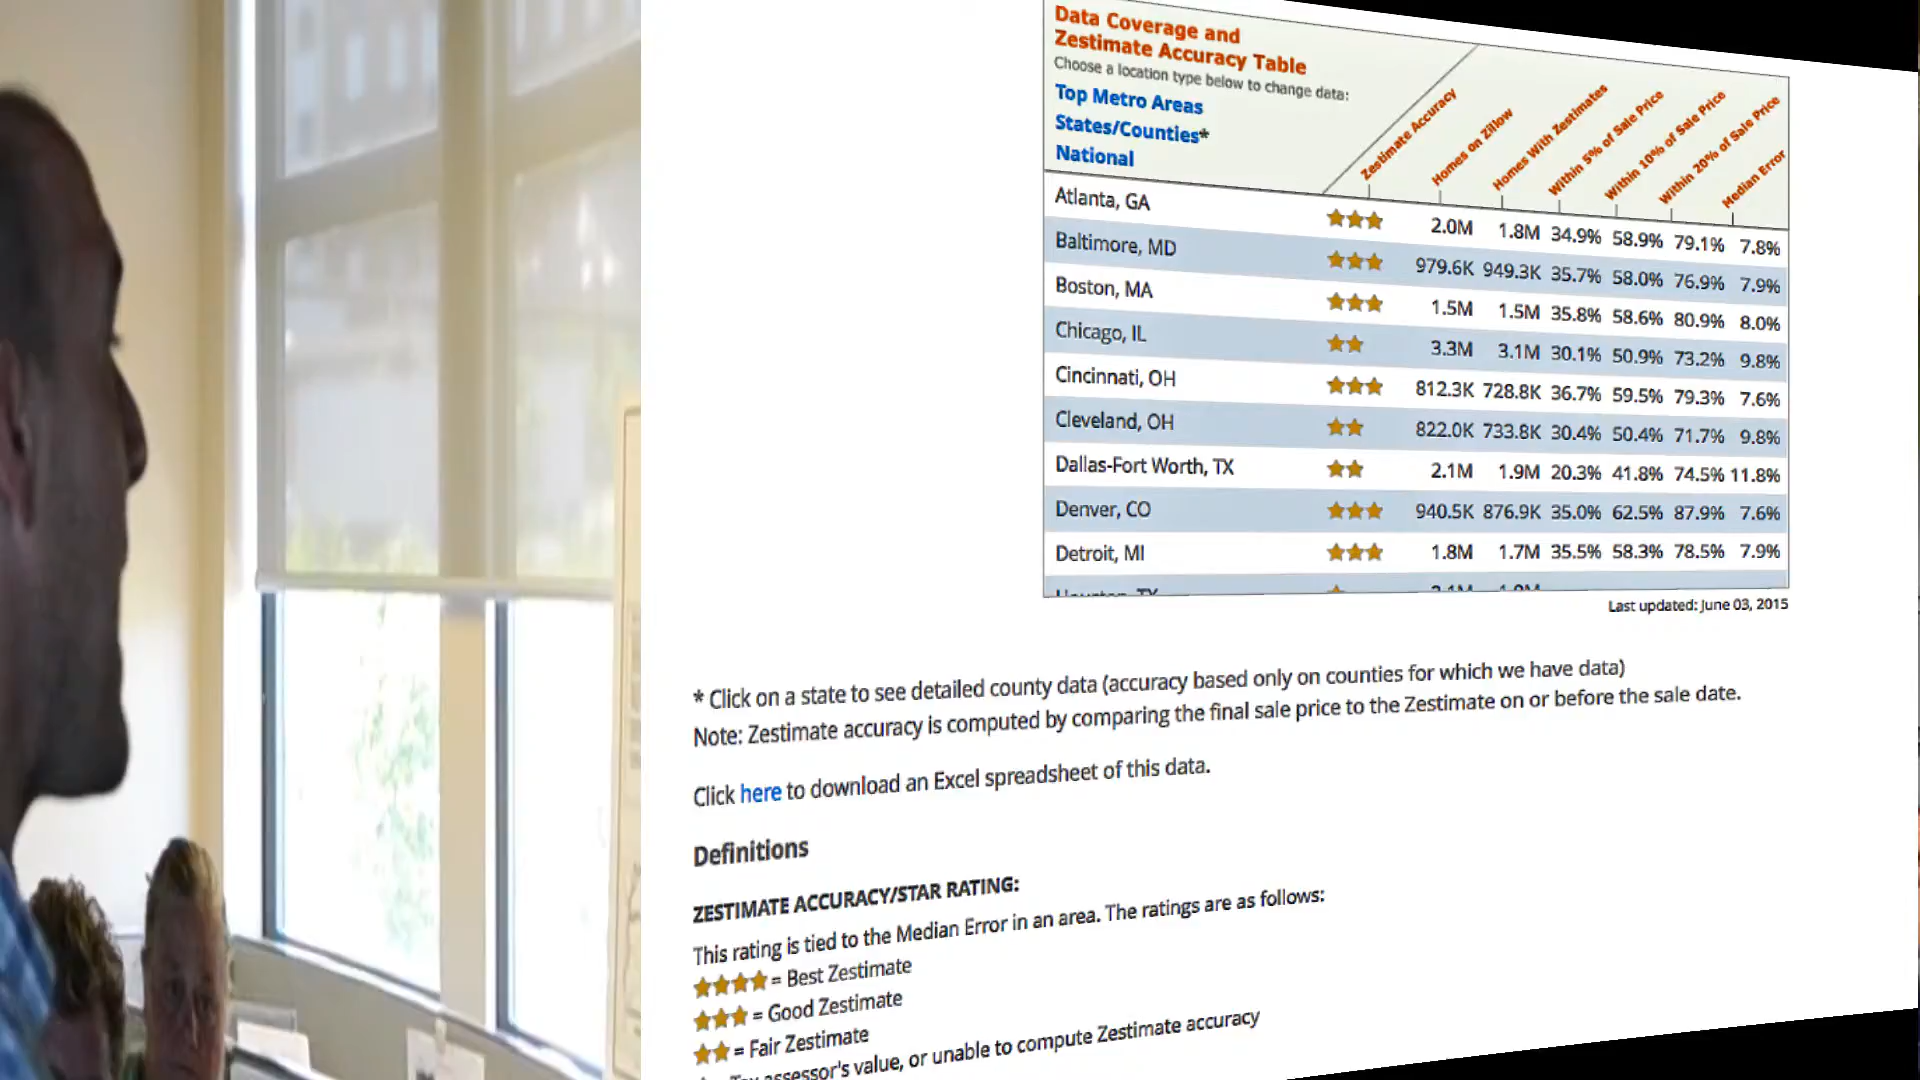 Data Coverage and
Zestimate Accuracy Table
Choose a location type below to change data:
Top Metro Areas
States/Counties*
National
Zestimate Accuracy
Homes on Zillow
Homes With Zestimates
Within 5% of Sale Price
Within 10% of Sale Price
Within 20% of Sale Price
Median Error
Atlanta, GA 2.0M 1.8M 34.9% 58.9% 79.1% 7.8%
Baltimore, MD 979.6K 949.3K 35.7% 58.0% 76.9% 7.9%
Boston, MA 1.5M 1.5M 35.8% 58.6% 80.9% 8.0%
Chicago, IL 3.3M 3.1M 30.1% 50.9% 73.2% 9.8%
Cincinnati, OH 812.3K 728.8K 36.7% 59.5% 79.3% 7.6%
Cleveland, OH 822.0K 733.8K 30.4% 50.4% 71.7% 9.8%
Dallas-Fort Worth, TX 2.1M 1.9M 20.3% 41.8% 74.5% 11.8%
Denver, CO 940.5K 876.9K 35.0% 62.5% 87.9% 7.6%
Detroit, MI 1.8M 1.7M 35.5% 58.3% 78.5% 7.9%
Last updated: June 03, 2015
* Click on a state to see detailed county data (accuracy based only on counties for which we have data)
Note: Zestimate accuracy is computed by comparing the final sale price to the Zestimate on or before the sale date.
Click here to download an Excel spreadsheet of this data.
Definitions
ZESTIMATE ACCURACY/STAR RATING:
This rating is tied to the Median Error in an area. The ratings are as follows:
= Best Zestimate
= Good Zestimate
= Fair Zestimate
assessor's value, or unable to compute Zestimate accuracy